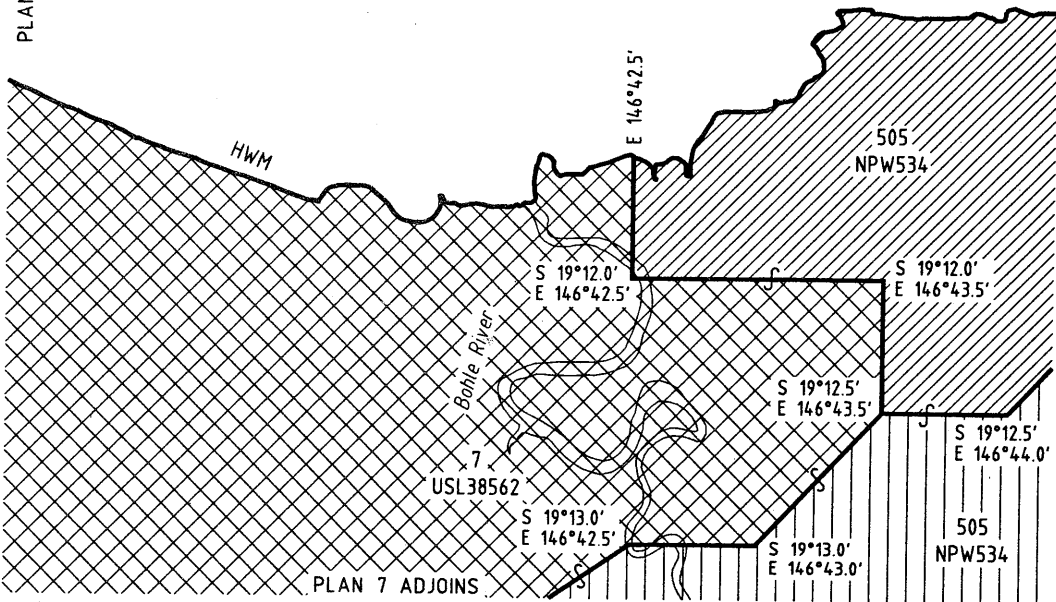 PLAN
HWM
E 146°42.5'
505
NPW534
S 19°12.0'
E 146°42.5'
S 19°12.0'
E 146°43.5'
Bohle River
S 19°12.5'
E 146°43.5'
S 19°12.5'
E 146°44.0'
7
USL38562
S 19°13.0'
E 146°42.5'
S 19°13.0'
E 146°43.0'
505
NPW534
PLAN 7 ADJOINS